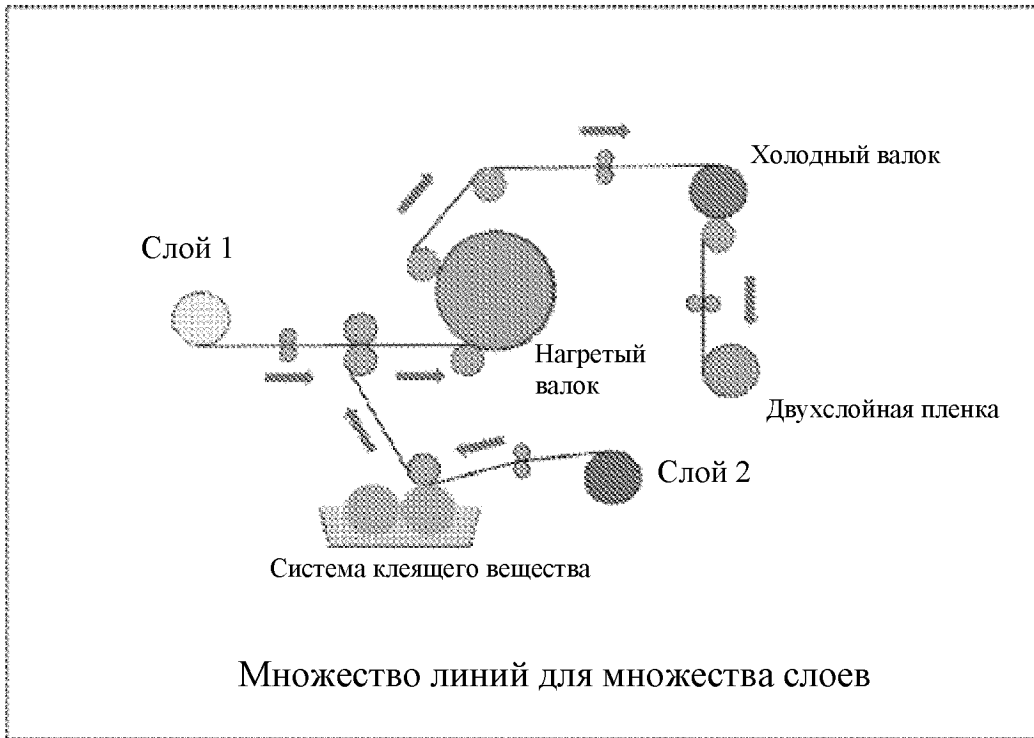 Холодный валок
Слой 1
Нагретый
валок
Двухслойная пленка
Слой 2
Система клеящего вещества
Множество линий для множества слоев